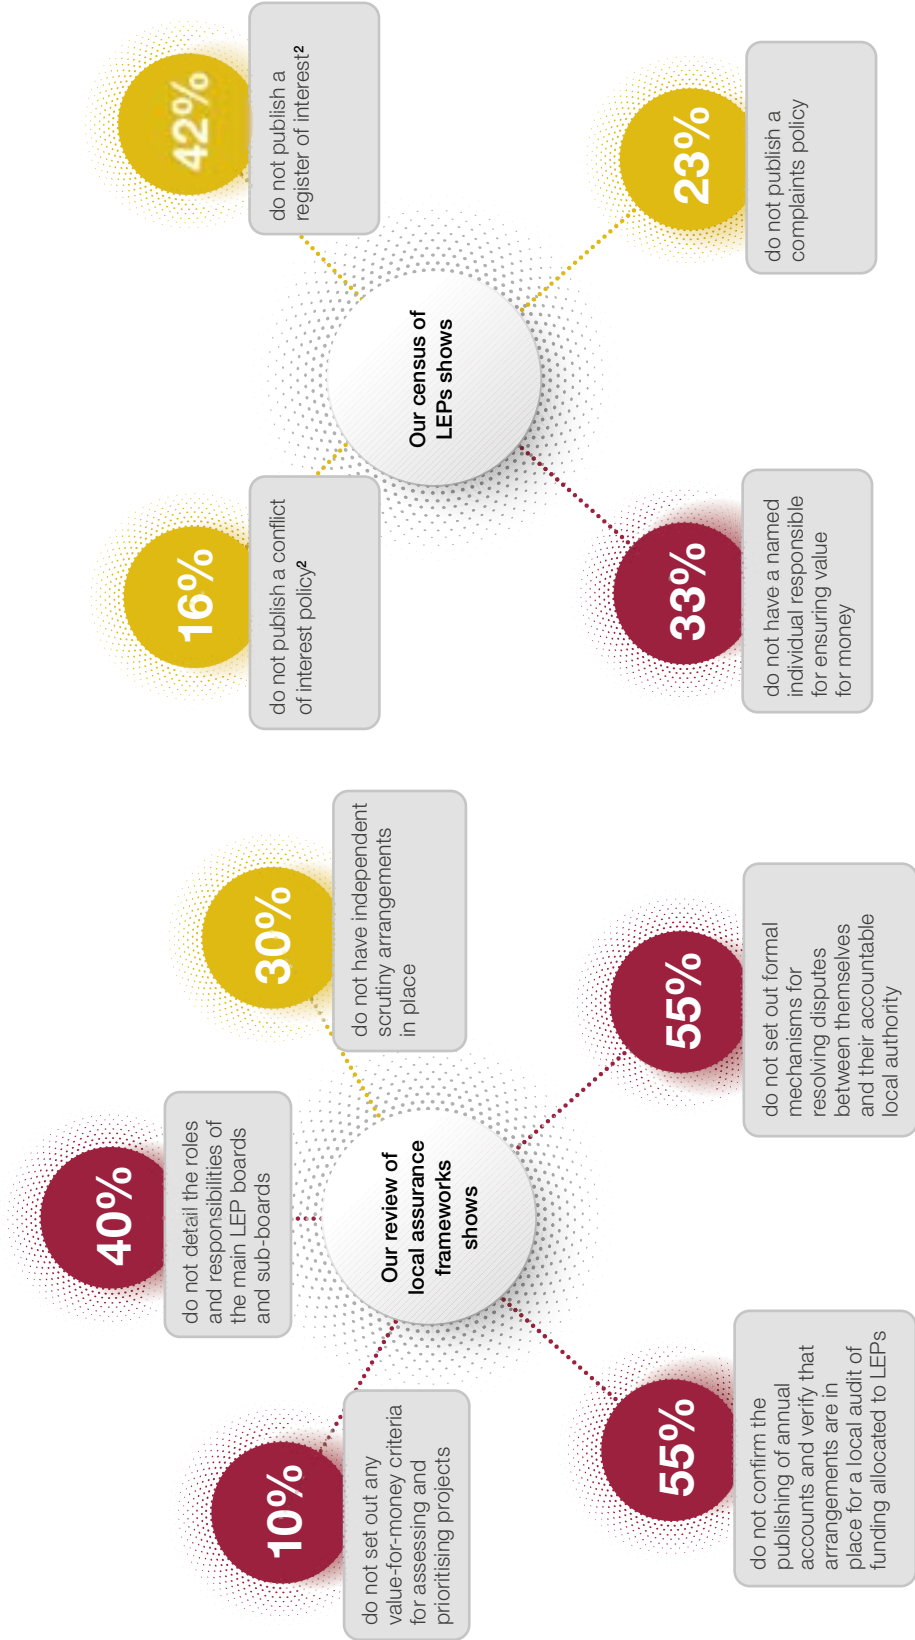 Our review of
local assurance
frameworks
shows
10%
do not set out any
value-for-money criteria
for assessing and
prioritising projects
40%
do not detail the roles
and responsibilities of
the main LEP boards
and sub-boards
30%
do not have independent
scrutiny arrangements
in place
55%
do not confirm the
publishing of annual
accounts and verify that
arrangements are in
place for a local audit of
funding allocated to LEPs
55%
do not set out formal
mechanisms for
resolving disputes
between themselves
and their accountable
local authority
Our census of
LEPs shows
16%
do not publish a conflict
of interest policy²
42%
do not publish a
register of interest²
33%
do not have a named
individual responsible
for ensuring value
for money
23%
do not publish a
complaints policy